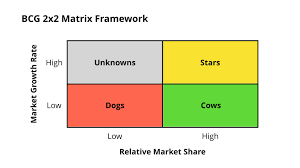 BCG 2x2 Matrix Framework
Market Growth Rate
High
Unknowns
Stars
Low
Dogs
Cows
Low
High
Relative Market Share